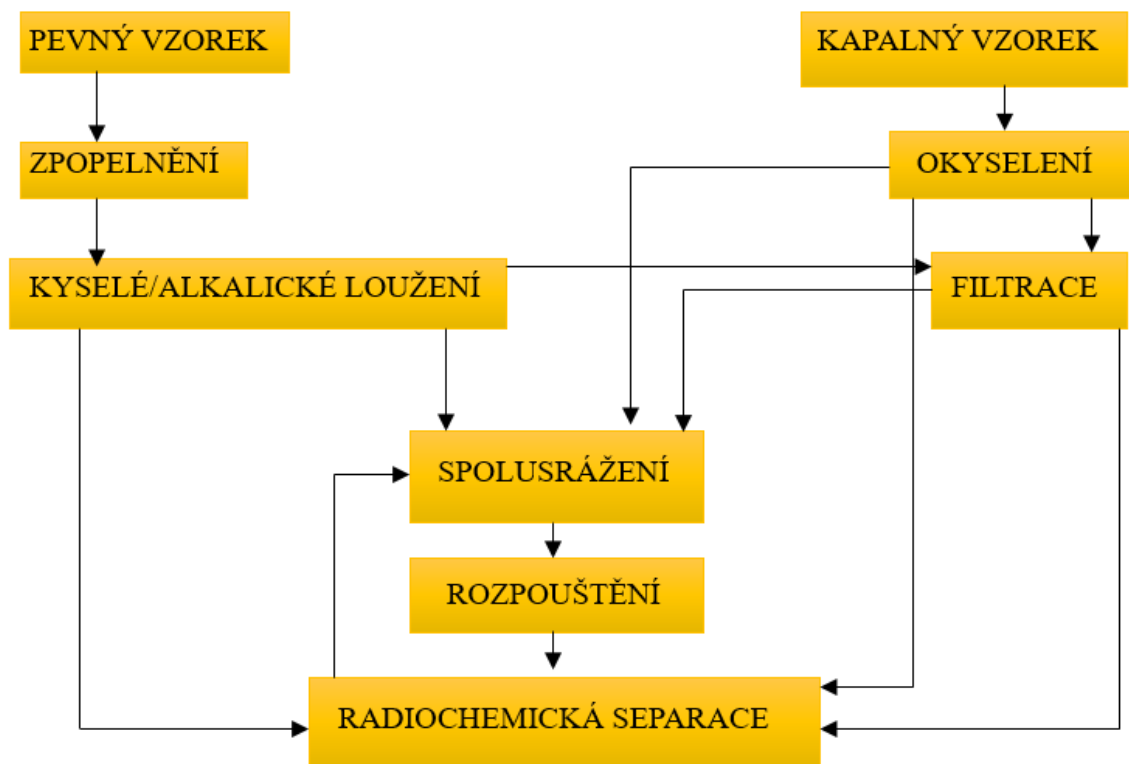 PEVNÝ VZOREK
KAPALNÝ VZOREK
ZPOPELNĚNÍ
OKYSELENÍ
KYSELÉ/ALKALICKÉ LOUŽENÍ
FILTRACE
SPOLUSRÁŽENÍ
ROZPOUŠTĚNÍ
RADIOCHEMICKÁ SEPARACE